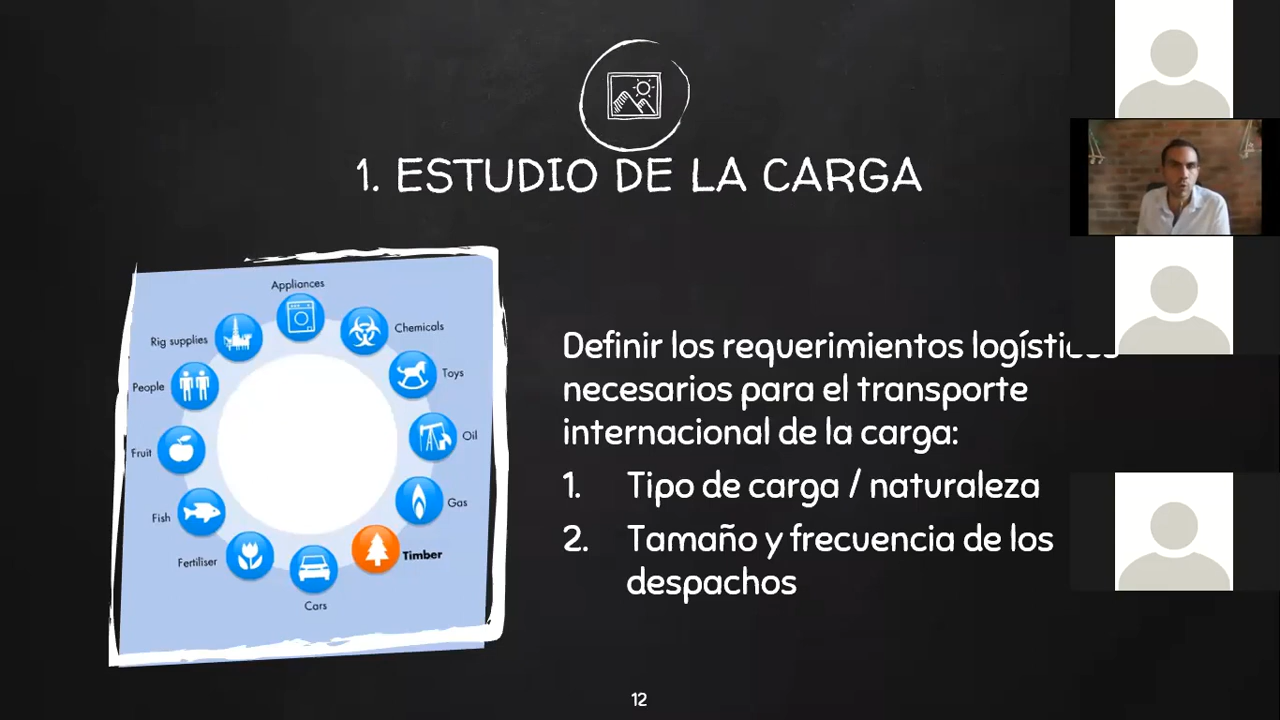 1. ESTUDIO DE LA CARGA
Appliances
Chemicals
Rig supplies
Toys
People
Oil
Fruit
Gas
Fish
Timber
Fertiliser
Cars
Definir los requerimientos
necesarios para el transporte
internacional de la carga:
1. Tipo de carga / naturaleza
2. Tamaño y frecuencia de los
despachos
12